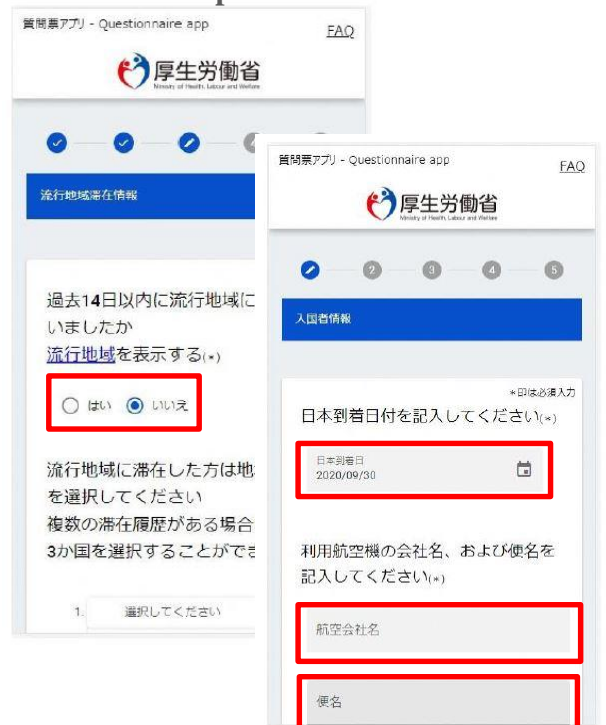 質問票アプリ - Questionnaire app
FAQ
厚生労働省
Ministry of Health, Labour and Welfare
流行地域滞在情報
過去14日以内に流行地域に
いましたか
流行地域を表示する(*)
はい
いいえ
流行地域に滞在した方は地
を選択してください
複数の滞在履歴がある場合
3か国を選択することができ
1. 選択してください
質問票アプリ - Questionnaire app
FAQ
厚生労働省
Ministry of Health, Labour and Welfare
2 3 4 5
入国者情報
*印は必須入力
日本到着日付を記入してください(*)
日本到着日
2020/09/30
利用航空機の会社名、および便名を
記入してください(*)
航空会社名
便名